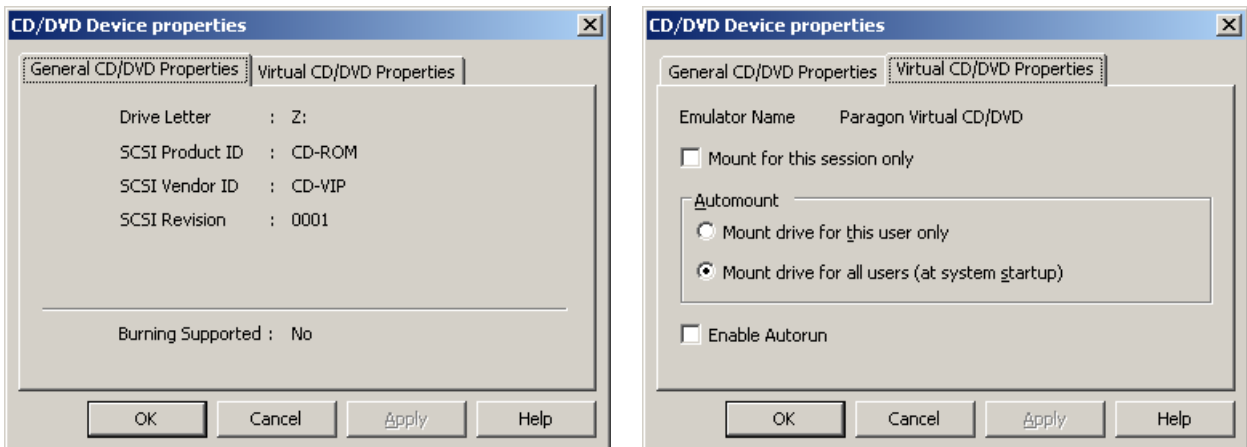 CD/DVD Device properties
General CD/DVD Properties
Virtual CD/DVD Properties
Drive Letter : Z:
SCSI Product ID : CD-ROM
SCSI Vendor ID : CD-VIP
SCSI Revision : 0001
Burning Supported : No
OK
Cancel
Apply
Help
CD/DVD Device properties
General CD/DVD Properties
Virtual CD/DVD Properties
Emulator Name Paragon Virtual CD/DVD
Mount for this session only
Automount
Mount drive for this user only
Mount drive for all users (at system startup)
Enable Autorun
OK
Cancel
Apply
Help